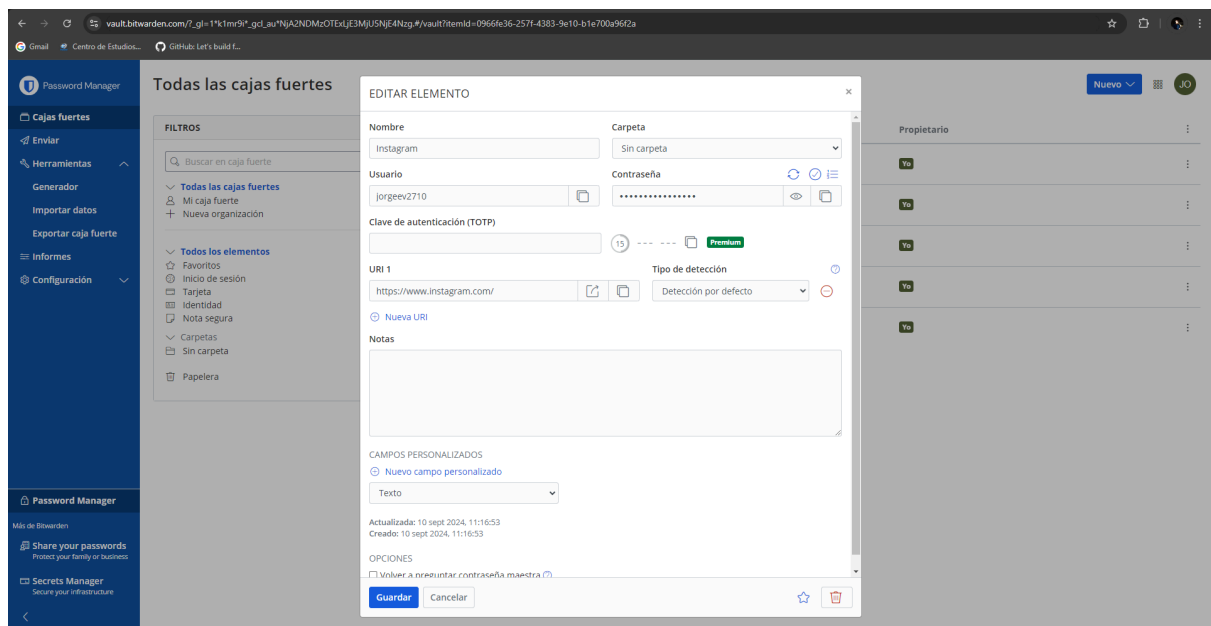 vault.bitwarden.com/?_gl=1*k1mr9i*_gcl_au*NjA2NDMzOTExLjE3MjU5NjE4Nzg.#/vault?itemId=0966fe36-257f-4383-9e10-b1e700a96f2a
Gmail
Centro de Estudios...
GitHub: Let's build f...
Password Manager
Cajas fuertes
Enviar
Herramientas
Generador
Importar datos
Exportar caja fuerte
Informes
Configuración
Password Manager
Más de Bitwarden
Share your passwords
Protect your family or business
Secrets Manager
Secure your infrastructure
Todas las cajas fuertes
Nuevo
JO
FILTROS
Buscar en caja fuerte
Todas las cajas fuertes
Mi caja fuerte
Nueva organización
Todos los elementos
Favoritos
Inicio de sesión
Tarjeta
Identidad
Nota segura
Carpetas
Sin carpeta
Papelera
EDITAR ELEMENTO
Nombre
Carpeta
Instagram
Sin carpeta
Usuario
Contraseña
jorgeev2710
••••••••••••••••
Clave de autenticación (TOTP)
15 --- --- Premium
URI 1
Tipo de detección
https://www.instagram.com/
Detección por defecto
Nueva URI
Notas
CAMPOS PERSONALIZADOS
Nuevo campo personalizado
Texto
Actualizada: 10 sept 2024, 11:16:53
Creado: 10 sept 2024, 11:16:53
OPCIONES
Volver a preguntar contraseña maestra
Guardar
Cancelar
Propietario
Yo
Yo
Yo
Yo
Yo